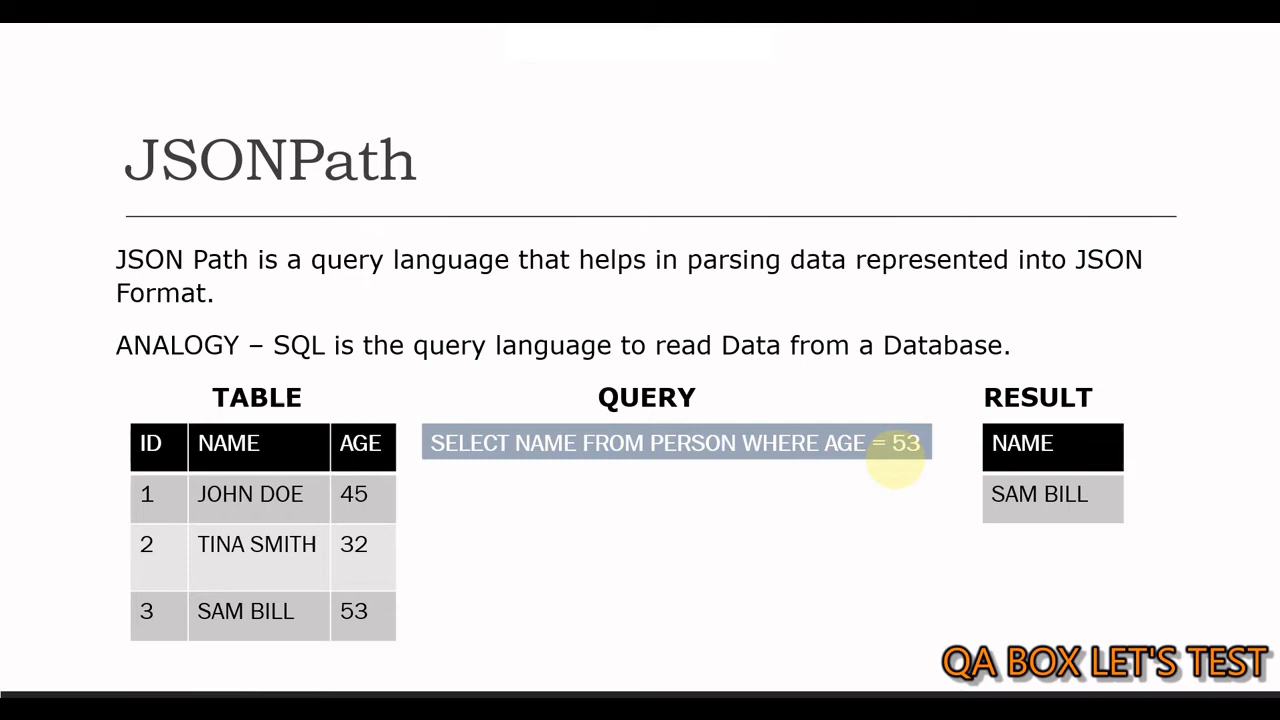 JSONPath
JSON Path is a query language that helps in parsing data represented into JSON
Format.
ANALOGY – SQL is the query language to read Data from a Database.
TABLE QUERY RESULT
ID NAME AGE SELECT NAME FROM PERSON WHERE AGE = 53 NAME
1 JOHN DOE 45 SAM BILL
2 TINA SMITH 32
3 SAM BILL 53
QA BOX LET'S TEST